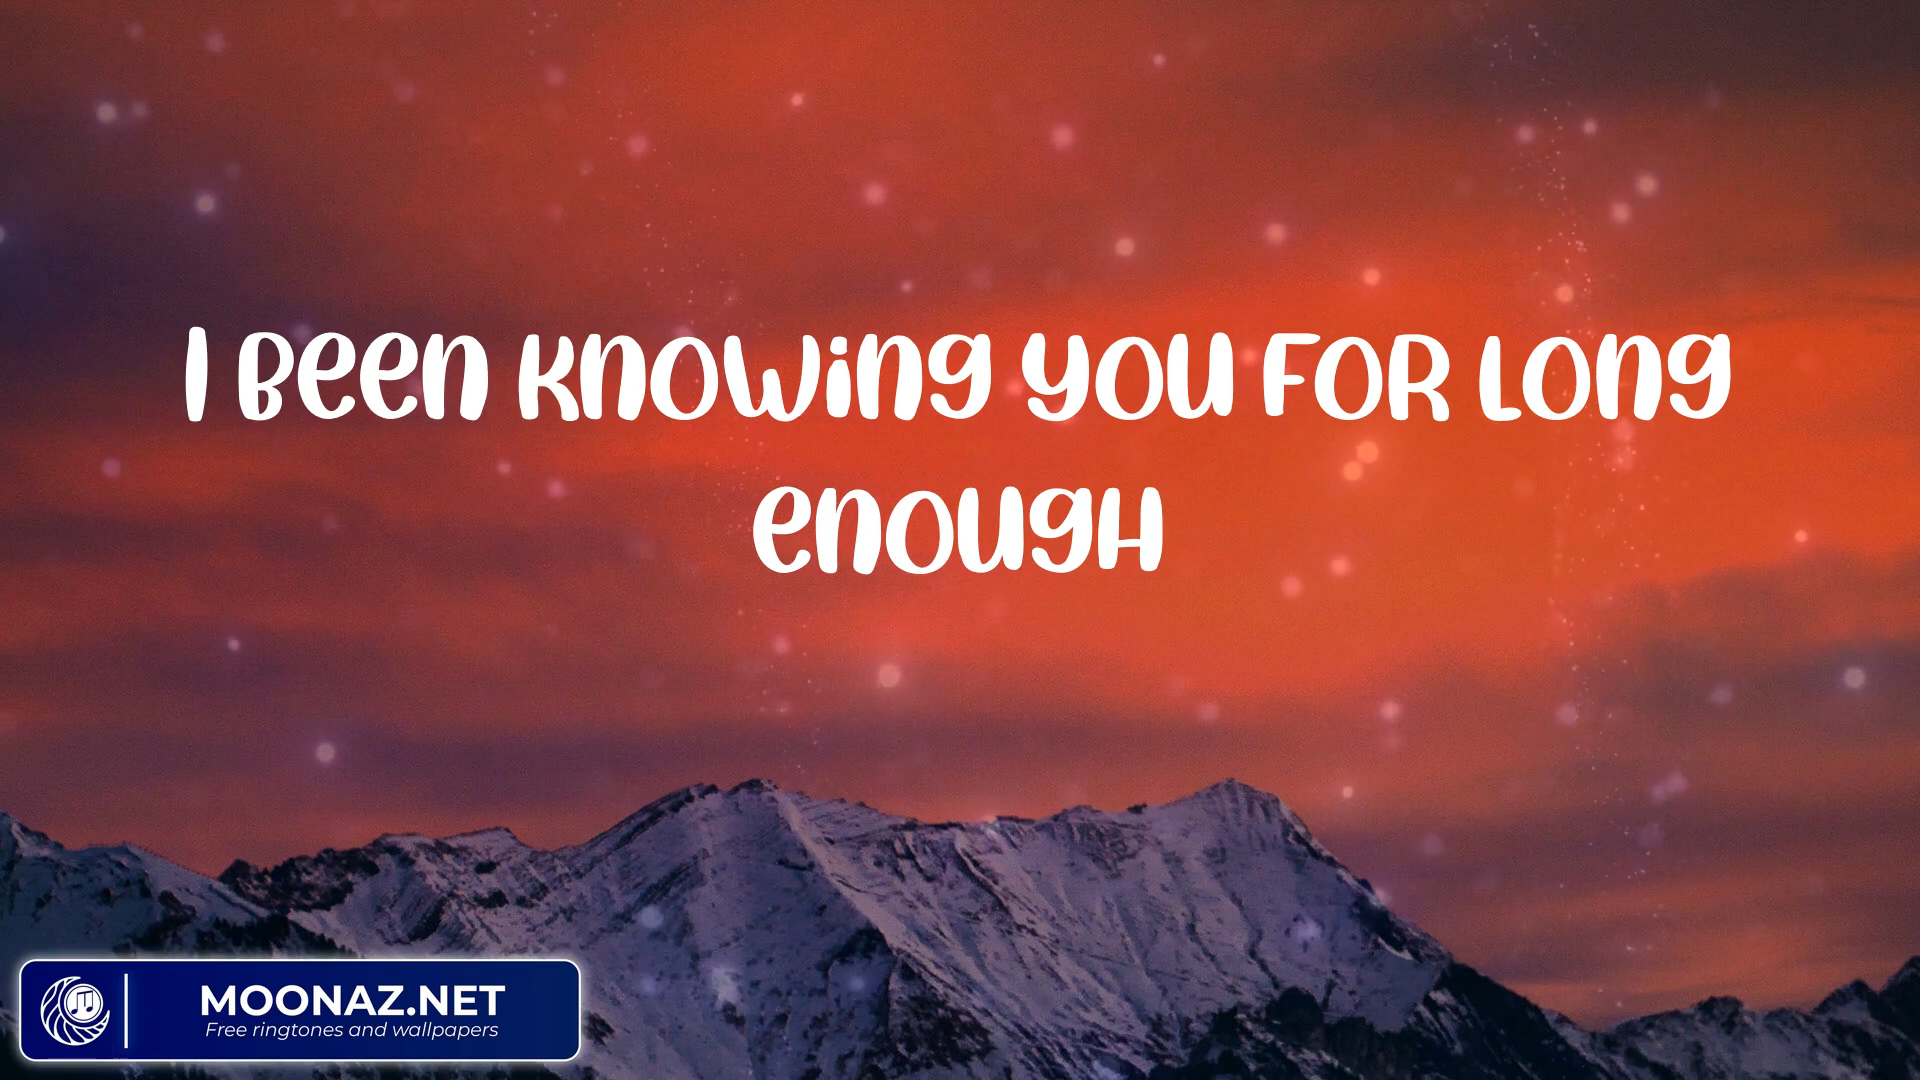 I Been Knowing You For Long
Enough
MOONAZ.NET
Free ringtones and wallpapers